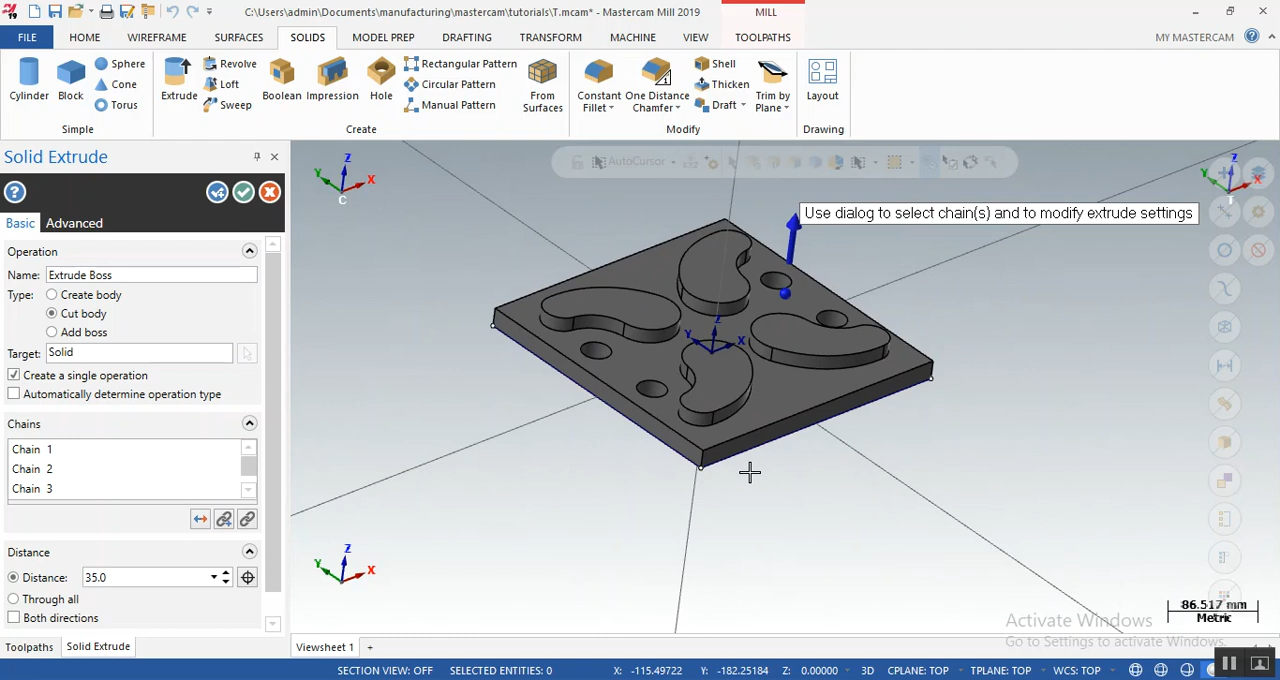 C:\Users\admin\Documents\manufacturing\mastercam\tutorials\T.mcam* - Mastercam Mill 2019
MILL
FILE HOME WIREFRAME SURFACES SOLIDS MODEL PREP DRAFTING TRANSFORM MACHINE VIEW TOOLPATHS MY MASTERCAM
Cylinder Block Sphere Cone Torus
Simple
Extrude Revolve Loft Sweep Boolean Impression Hole Rectangular Pattern Circular Pattern Manual Pattern From Surfaces
Create
Constant Fillet One Distance Chamfer Shell Thicken Draft Trim by Plane
Modify
Layout
Drawing
Solid Extrude
Basic Advanced
Operation
Name: Extrude Boss
Type: Create body
Cut body
Add boss
Target: Solid
Create a single operation
Automatically determine operation type
Chains
Chain 1
Chain 2
Chain 3
Distance
Distance: 35.0
Through all
Both directions
Toolpaths Solid Extrude
AutoCursor
Z Y X C
Z Y X T
Use dialog to select chain(s) and to modify extrude settings
Z Y X
Z Y X
86.517 mm
Metric
Activate Windows
Go to Settings to activate Windows.
Viewsheet 1 +
SECTION VIEW: OFF SELECTED ENTITIES: 0 X: -115.49722 Y: -182.25184 Z: 0.00000 3D CPLANE: TOP TPLANE: TOP WCS: TOP